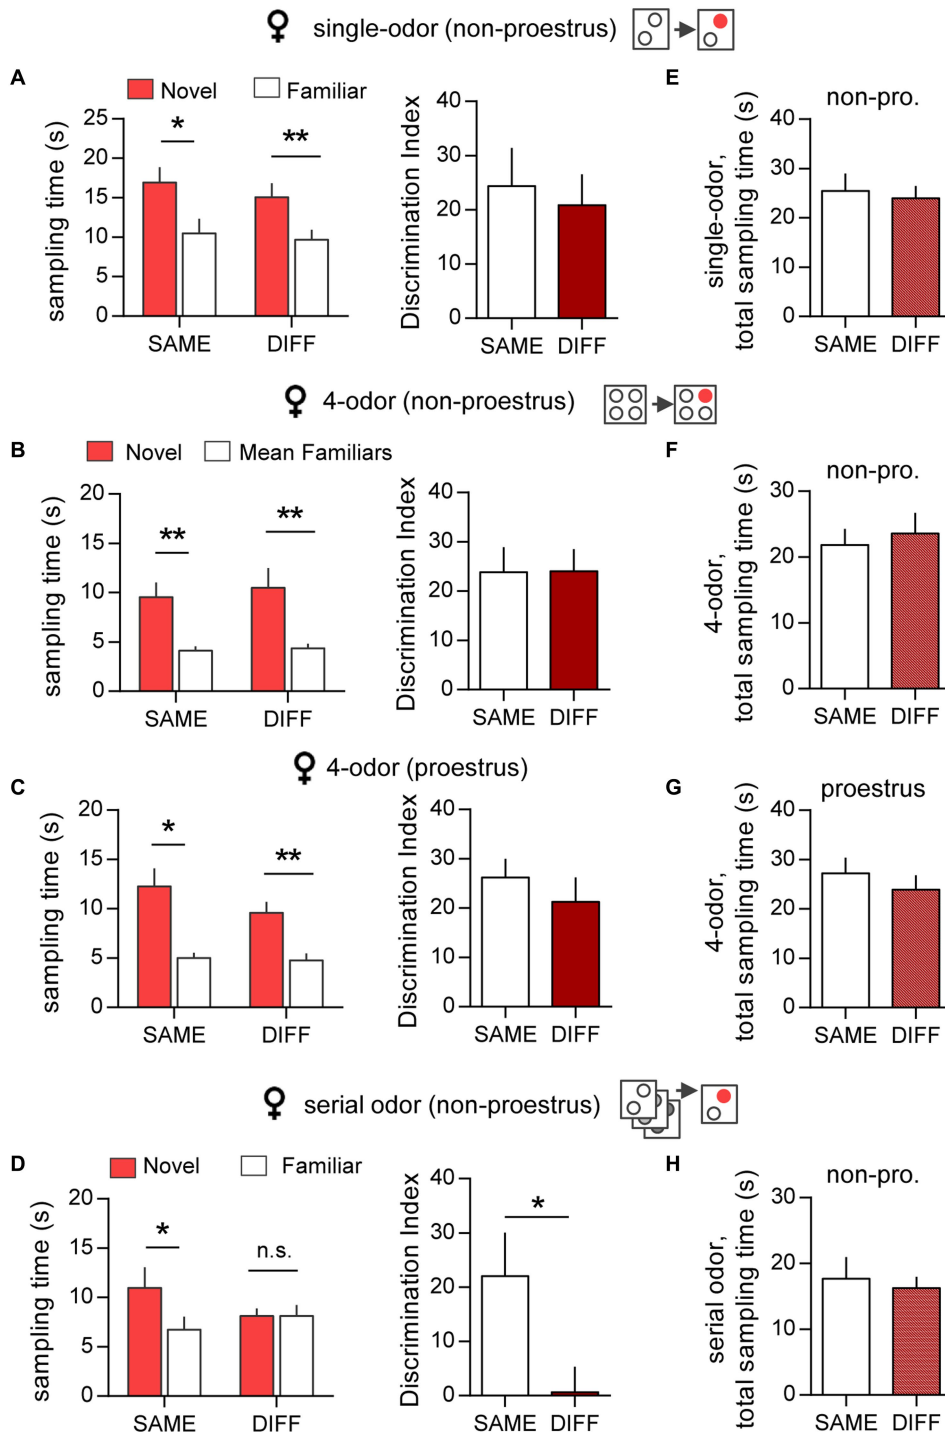 ♀ single-odor (non-proestrus)
A
Novel Familiar
sampling time (s)
25
20
15
10
5
0
* **
SAME DIFF
Discrimination Index
40
30
20
10
0
SAME DIFF
E
non-pro.
single-odor,
total sampling time (s)
40
30
20
10
0
SAME DIFF
♀ 4-odor (non-proestrus)
B
Novel Mean Familiars
sampling time (s)
20
15
10
5
0
** **
SAME DIFF
Discrimination Index
40
30
20
10
0
SAME DIFF
F
non-pro.
4-odor,
total sampling time (s)
30
20
10
0
SAME DIFF
♀ 4-odor (proestrus)
C
sampling time (s)
20
15
10
5
0
* **
SAME DIFF
Discrimination Index
40
30
20
10
0
SAME DIFF
G
proestrus
4-odor,
total sampling time (s)
40
30
20
10
0
SAME DIFF
♀ serial odor (non-proestrus)
D
Novel Familiar
sampling time (s)
20
15
10
5
0
* n.s.
SAME DIFF
Discrimination Index
40
30
20
10
0
*
SAME DIFF
H
non-pro.
serial odor,
total sampling time (s)
30
20
10
0
SAME DIFF